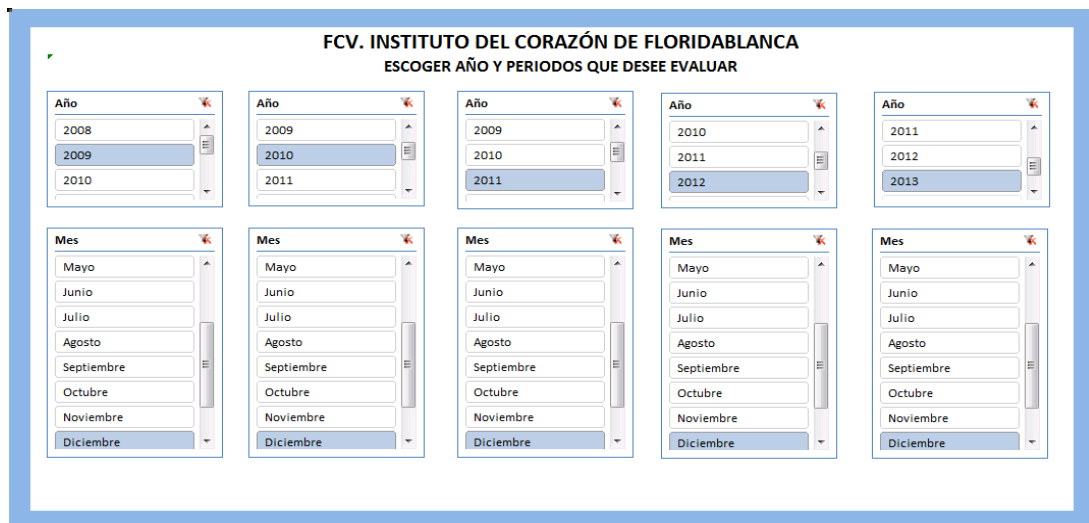 FCV. INSTITUTO DEL CORAZÓN DE FLORIDABLANCA
ESCOGER AÑO Y PERIODOS QUE DESEE EVALUAR
Año
2008
2009
2010
Año
2009
2010
2011
Año
2009
2010
2011
Año
2010
2011
2012
Año
2011
2012
2013
Mes
Mayo
Junio
Julio
Agosto
Septiembre
Octubre
Noviembre
Diciembre
Mes
Mayo
Junio
Julio
Agosto
Septiembre
Octubre
Noviembre
Diciembre
Mes
Mayo
Junio
Julio
Agosto
Septiembre
Octubre
Noviembre
Diciembre
Mes
Mayo
Junio
Julio
Agosto
Septiembre
Octubre
Noviembre
Diciembre
Mes
Mayo
Junio
Julio
Agosto
Septiembre
Octubre
Noviembre
Diciembre